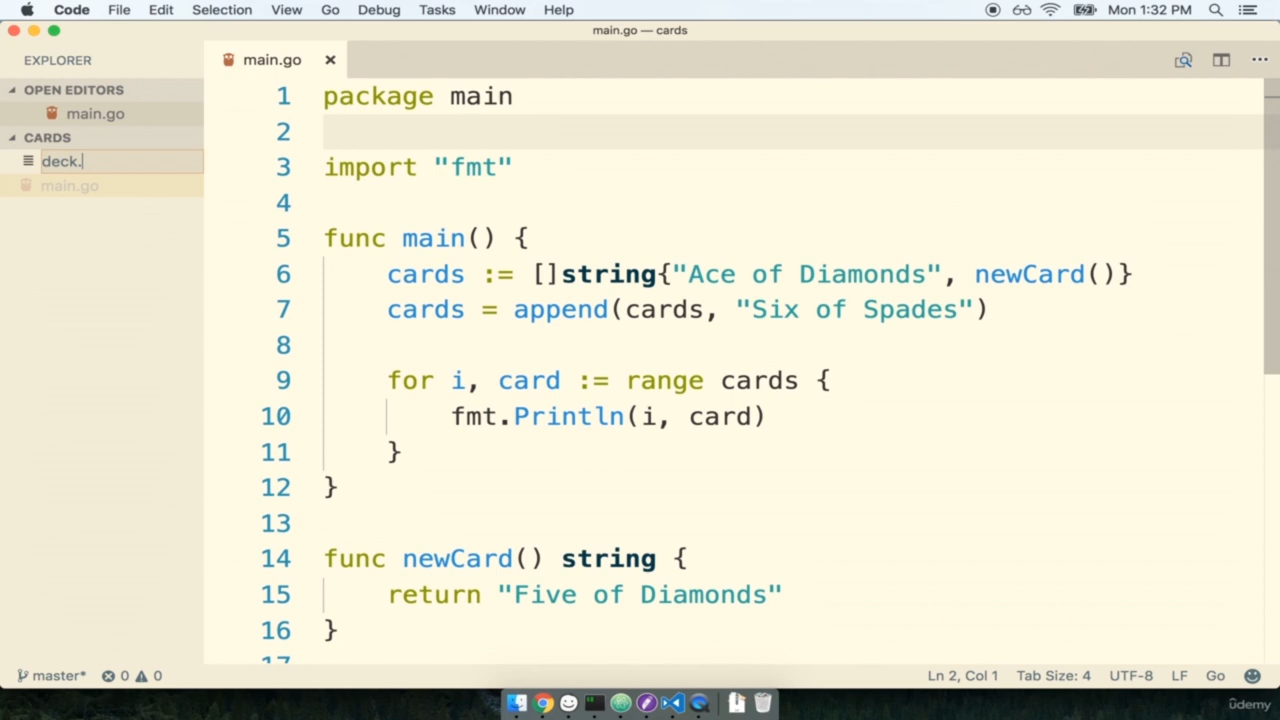 Code File Edit Selection View Go Debug Tasks Window Help Mon 1:32 PM
main.go — cards
EXPLORER
main.go
OPEN EDITORS
main.go
CARDS
deck.
main.go
1 package main
2
3 import "fmt"
4
5 func main() {
6 cards := []string{"Ace of Diamonds", newCard()}
7 cards = append(cards, "Six of Spades")
8
9 for i, card := range cards {
10 fmt.Println(i, card)
11 }
12 }
13
14 func newCard() string {
15 return "Five of Diamonds"
16 }
17
master* 0 0 Ln 2, Col 1 Tab Size: 4 UTF-8 LF Go
ûdemy